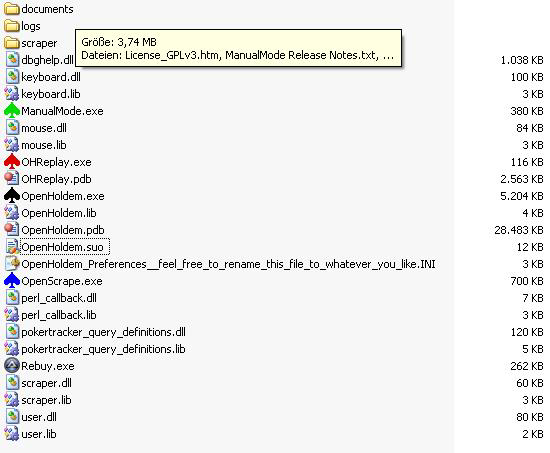 documents
logs
scraper
Größe: 3,74 MB
Dateien: License_GPLv3.htm, ManualMode Release Notes.txt, ...
dbghelp.dll 1.038 KB
keyboard.dll 100 KB
keyboard.lib 3 KB
ManualMode.exe 380 KB
mouse.dll 84 KB
mouse.lib 3 KB
OHReplay.exe 116 KB
OHReplay.pdb 2.563 KB
OpenHoldem.exe 5.204 KB
OpenHoldem.lib 4 KB
OpenHoldem.pdb 28.483 KB
OpenHoldem.suo 12 KB
OpenHoldem_Preferences__feel_free_to_rename_this_file_to_whatever_you_like.INI 3 KB
OpenScrape.exe 700 KB
perl_callback.dll 7 KB
perl_callback.lib 3 KB
pokertracker_query_definitions.dll 120 KB
pokertracker_query_definitions.lib 5 KB
Rebuy.exe 262 KB
scraper.dll 60 KB
scraper.lib 3 KB
user.dll 80 KB
user.lib 2 KB